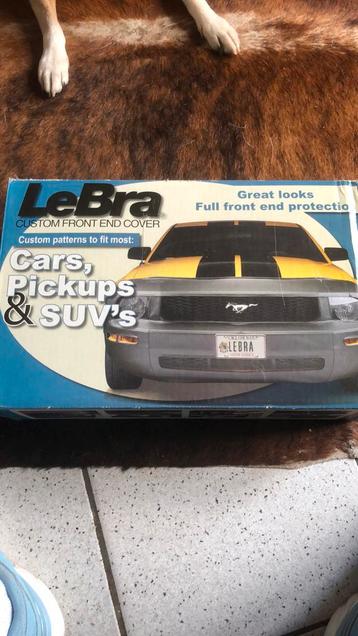 LeBra
CUSTOM FRONT END COVER
Great looks
Full front end protectio
Custom patterns to fit most:
Cars,
Pickups
& SUV's
LEBRA